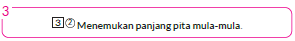 3
3 ② Menemukan panjang pita mula-mula.